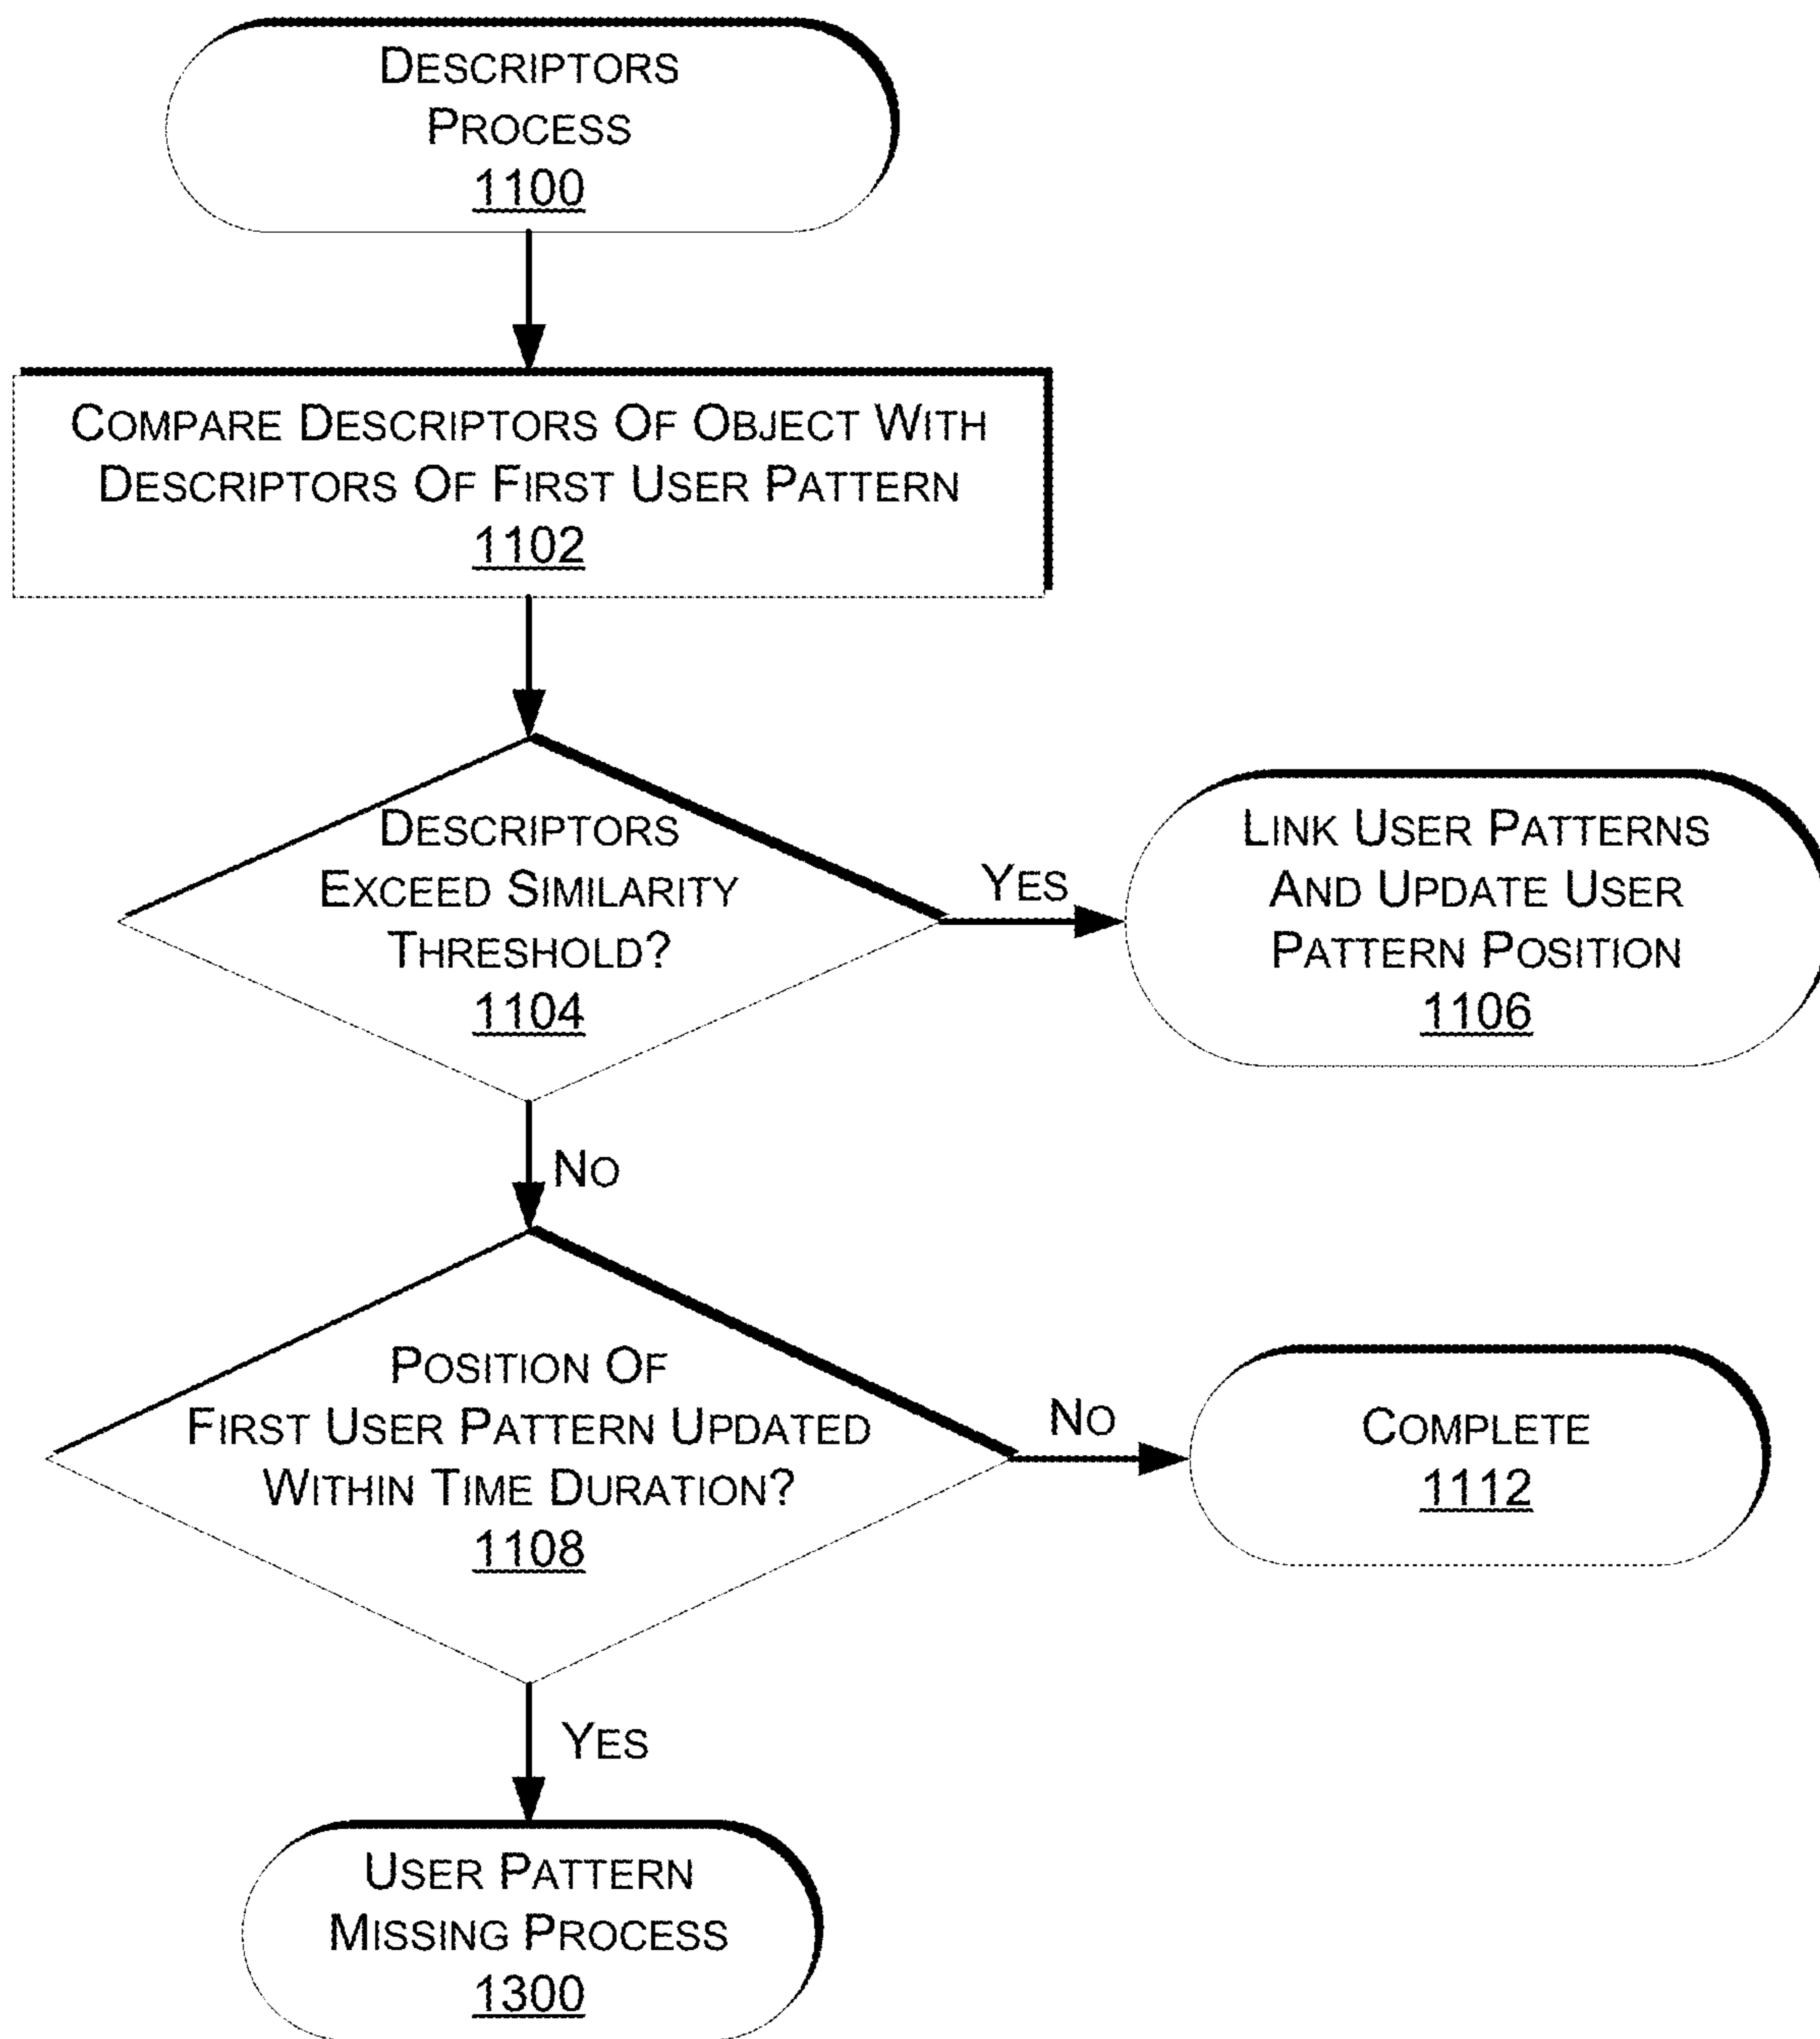 DESCRIPTORS
PROCESS
1100
COMPARE DESCRIPTORS OF OBJECT WITH
DESCRIPTORS OF FIRST USER PATTERN
1102
DESCRIPTORS
EXCEED SIMILARITY
THRESHOLD?
1104
YES
LINK USER PATTERNS
AND UPDATE USER
PATTERN POSITION
1106
NO
POSITION OF
FIRST USER PATTERN UPDATED
WITHIN TIME DURATION?
1108
NO
COMPLETE
1112
YES
USER PATTERN
MISSING PROCESS
1300